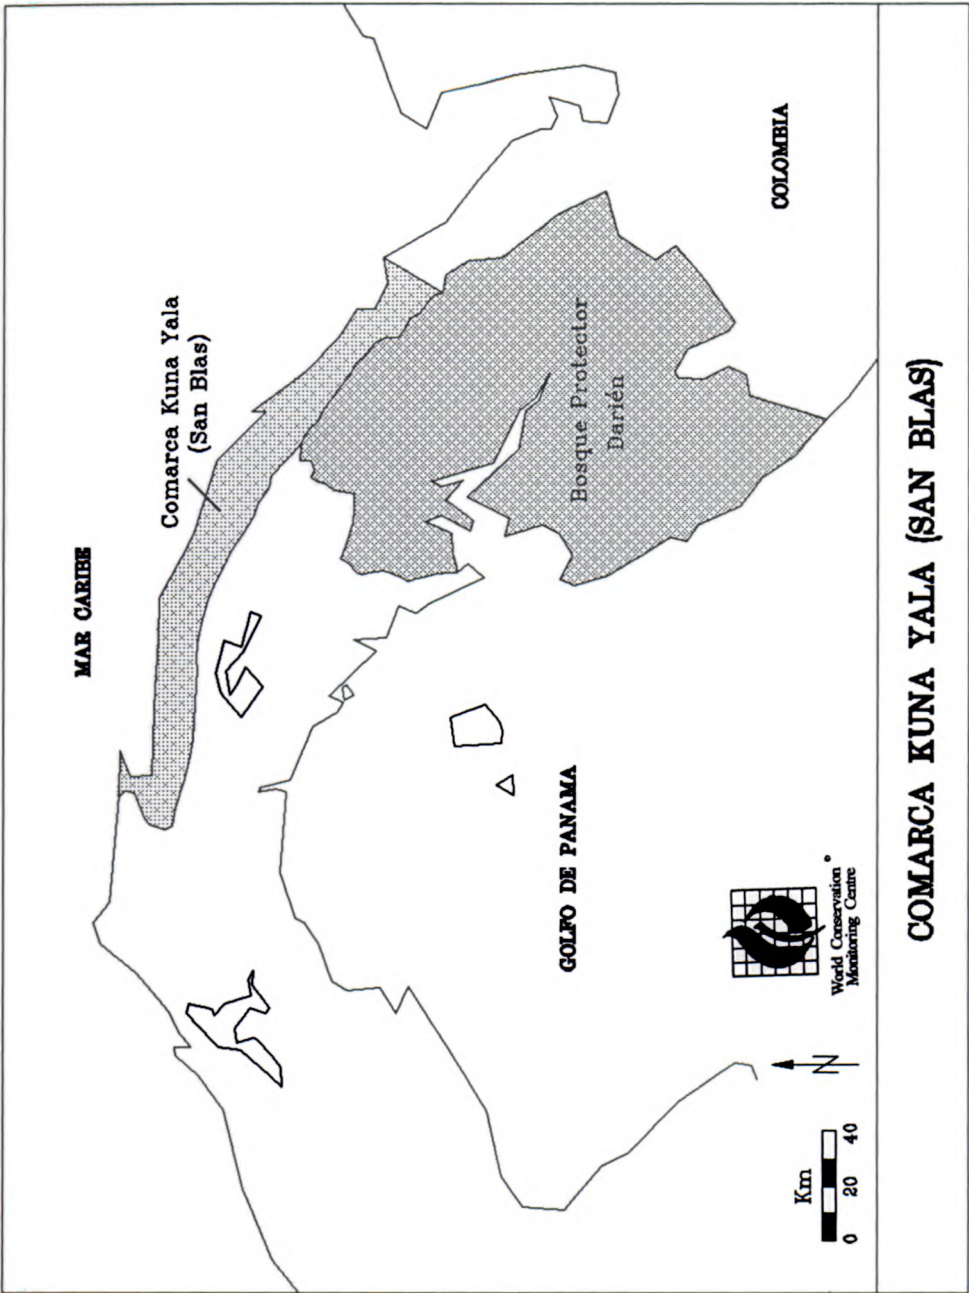 MAR CARIBE
Comarca Kuna Yala
(San Blas)
Bosque Protector
Darién
COLOMBIA
GOLFO DE PANAMA
World Conservation
Monitoring Centre
Km
0 20 40
N
COMARCA KUNA YALA (SAN BLAS)